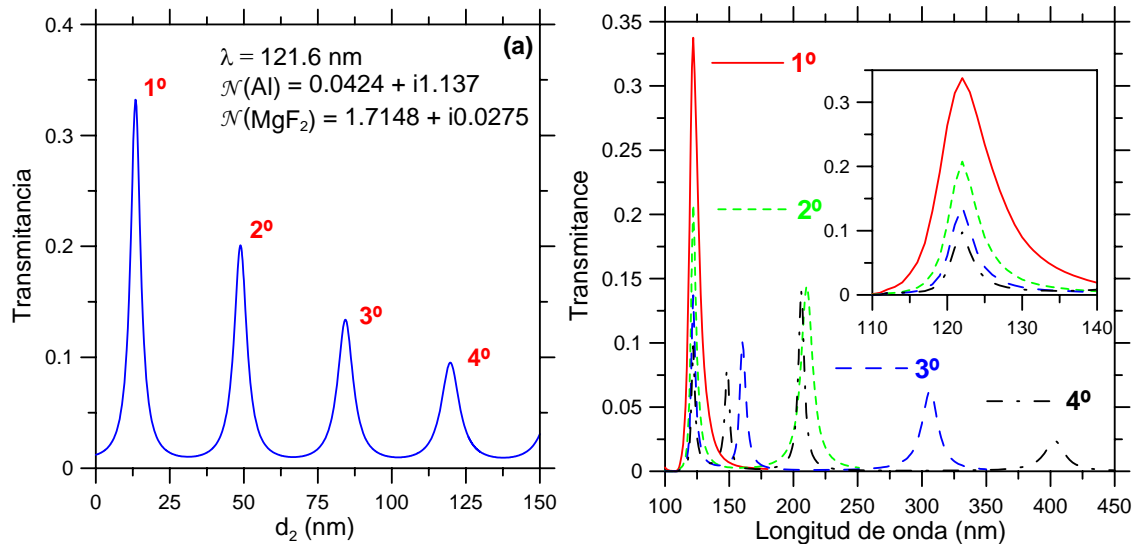 0.4
0.3
0.2
0.1
0
Transmitancia
(a)
λ = 121.6 nm
𝒩(Al) = 0.0424 + i1.137
𝒩(MgF₂) = 1.7148 + i0.0275
1º
2º
3º
4º
0 25 50 75 100 125 150
d₂ (nm)
0.35
0.3
0.25
0.2
0.15
0.1
0.05
0
Transmitance
1º
2º
3º
4º
0.3
0.2
0.1
0
110 120 130 140
100 150 200 250 300 350 400 450
Longitud de onda (nm)